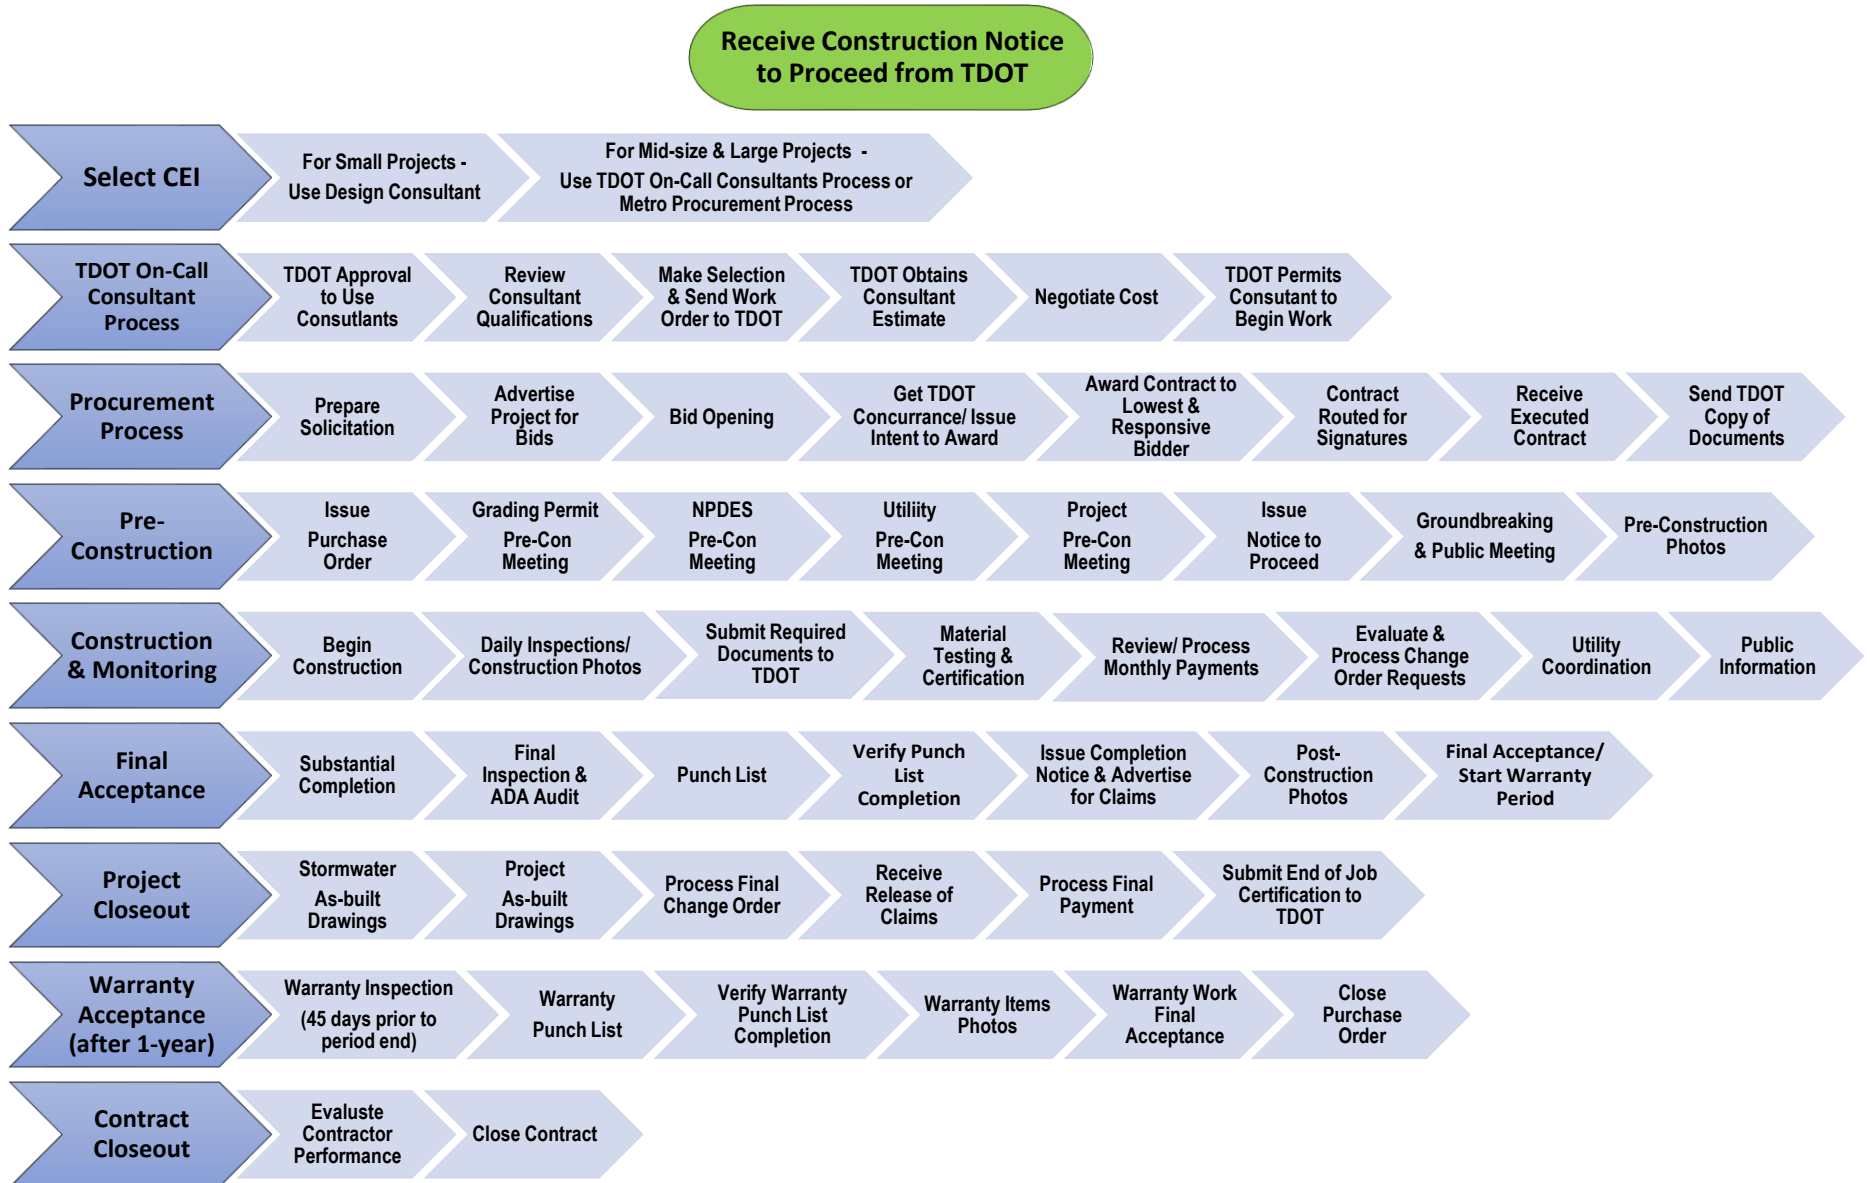 Receive Construction Notice
to Proceed from TDOT
Select CEI
For Small Projects -
Use Design Consultant
For Mid-size & Large Projects -
Use TDOT On-Call Consultants Process or
Metro Procurement Process
TDOT On-Call
Consultant
Process
TDOT Approval
to Use
Consutlants
Review
Consultant
Qualifications
Make Selection
& Send Work
Order to TDOT
TDOT Obtains
Consultant
Estimate
Negotiate Cost
TDOT Permits
Consutant to
Begin Work
Procurement
Process
Prepare
Solicitation
Advertise
Project for
Bids
Bid Opening
Get TDOT
Concurrance/ Issue
Intent to Award
Award Contract to
Lowest &
Responsive
Bidder
Contract
Routed for
Signatures
Receive
Executed
Contract
Send TDOT
Copy of
Documents
Pre-
Construction
Issue
Purchase
Order
Grading Permit
Pre-Con
Meeting
NPDES
Pre-Con
Meeting
Utiliity
Pre-Con
Meeting
Project
Pre-Con
Meeting
Issue
Notice to
Proceed
Groundbreaking
& Public Meeting
Pre-Construction
Photos
Construction
& Monitoring
Begin
Construction
Daily Inspections/
Construction Photos
Submit Required
Documents to
TDOT
Material
Testing &
Certification
Review/ Process
Monthly Payments
Evaluate &
Process Change
Order Requests
Utility
Coordination
Public
Information
Final
Acceptance
Substantial
Completion
Final
Inspection &
ADA Audit
Punch List
Verify Punch
List
Completion
Issue Completion
Notice & Advertise
for Claims
Post-
Construction
Photos
Final Acceptance/
Start Warranty
Period
Project
Closeout
Stormwater
As-built
Drawings
Project
As-built
Drawings
Process Final
Change Order
Receive
Release of
Claims
Process Final
Payment
Submit End of Job
Certification to
TDOT
Warranty
Acceptance
(after 1-year)
Warranty Inspection
(45 days prior to
period end)
Warranty
Punch List
Verify Warranty
Punch List
Completion
Warranty Items
Photos
Warranty Work
Final
Acceptance
Close
Purchase
Order
Contract
Closeout
Evaluste
Contractor
Performance
Close Contract